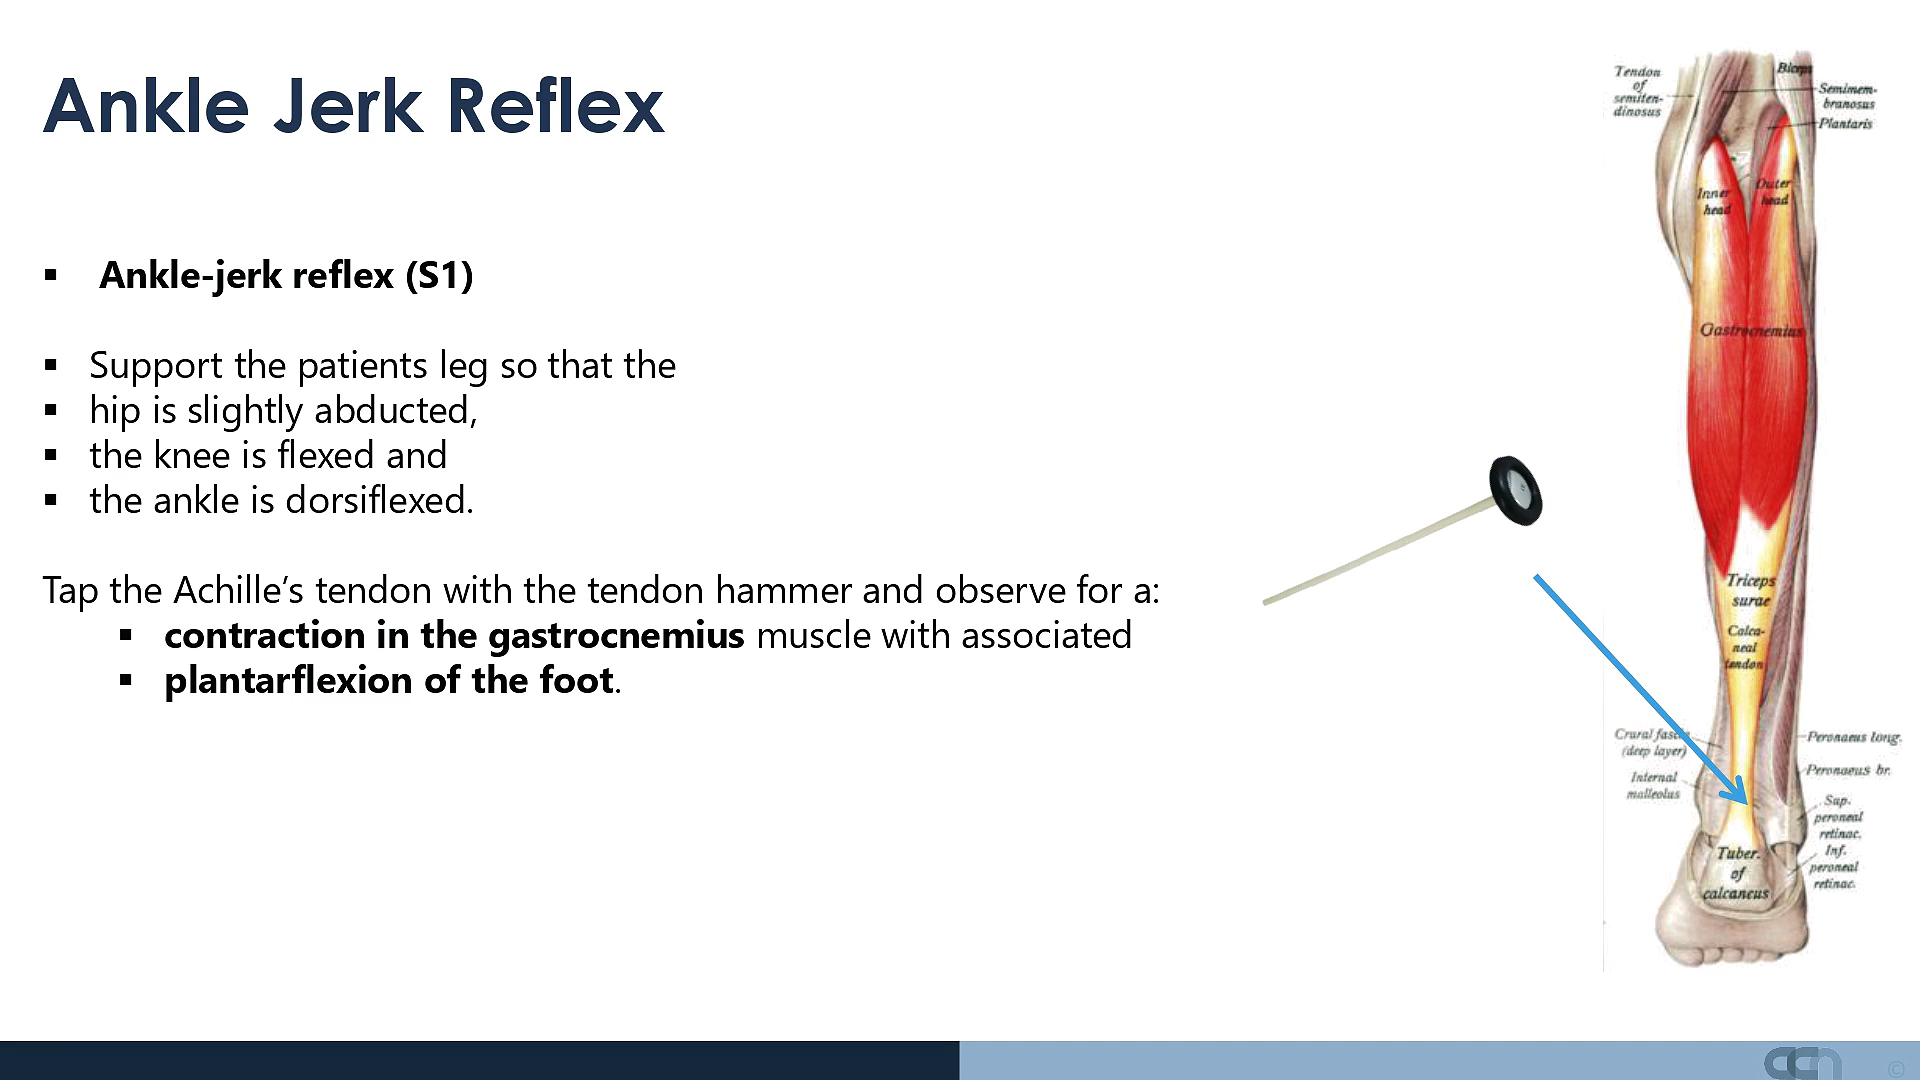 Ankle Jerk Reflex
▪ Ankle-jerk reflex (S1)
▪ Support the patients leg so that the
▪ hip is slightly abducted,
▪ the knee is flexed and
▪ the ankle is dorsiflexed.
Tap the Achille’s tendon with the tendon hammer and observe for a:
▪ contraction in the gastrocnemius muscle with associated
▪ plantarflexion of the foot.
Tendon
of
semiten-
dinosus
Biceps
Semimem-
branosus
Plantaris
Inner
head
Outer
head
Gastrocnemius
Triceps
surae
Calca-
neal
tendon
Crural fascia
(deep layer)
Internal
malleolus
Peronaeus long.
Peronaeus br.
Sup.
peroneal
retinac.
Inf.
peroneal
retinac.
Tuber.
of
calcaneus
ccn
©